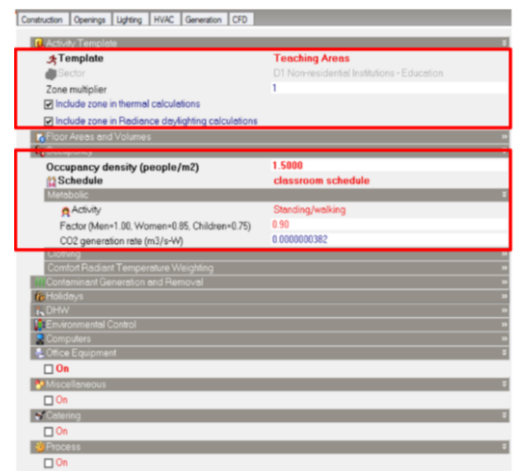 Construction Openings Lighting HVAC Generation CFD
Activity Template
Template Teaching Areas
Sector D1 Non-residential Institutions - Education
Zone multiplier 1
Include zone in thermal calculations
Include zone in Radiance daylighting calculations
Floor Areas and Volumes
Occupancy
Occupancy density (people/m2) 1.5000
Schedule classroom schedule
Metabolic
Activity Standing/walking
Factor (Men=1.00, Women=0.85, Children=0.75) 0.90
CO2 generation rate (m3/s-W) 0.0000000382
Clothing
Comfort Radiant Temperature Weighting
Contaminant Generation and Removal
Holidays
DHW
Environmental Control
Computers
Office Equipment
On
Miscellaneous
On
Catering
On
Process
On